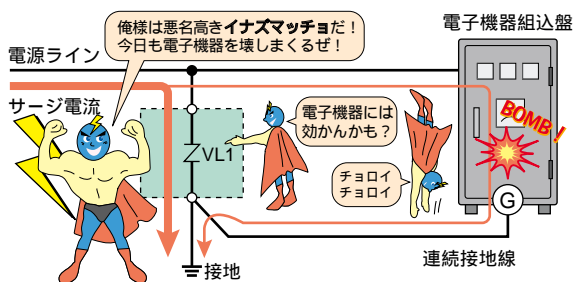 俺様は悪名高きイナズマッチョだ！
今日も電子機器を壊しまくるぜ！
電子機器組込盤
電源ライン
サージ電流
VL1
電子機器には
効かんかも？
チョロイ
チョロイ
BOMB！
G
接地
連続接地線